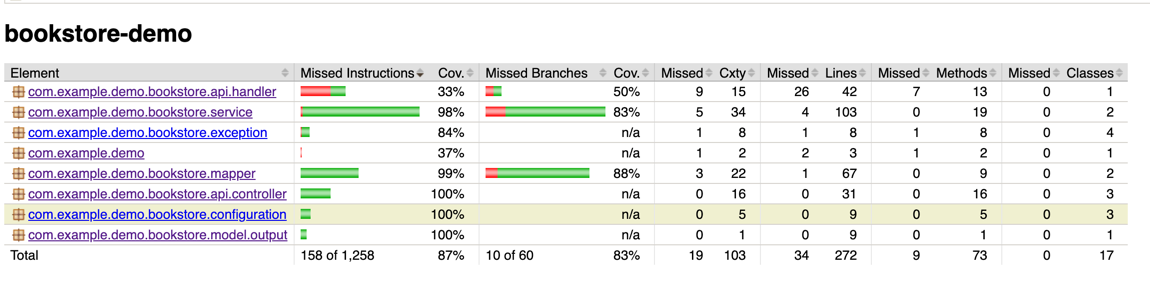 bookstore-demo
Element Missed Instructions Cov. Missed Branches Cov. Missed Cxty Missed Lines Missed Methods Missed Classes
com.example.demo.bookstore.api.handler 33% 50% 9 15 26 42 7 13 0 1
com.example.demo.bookstore.service 98% 83% 5 34 4 103 0 19 0 2
com.example.demo.bookstore.exception 84% n/a 1 8 1 8 1 8 0 4
com.example.demo 37% n/a 1 2 2 3 1 2 0 1
com.example.demo.bookstore.mapper 99% 88% 3 22 1 67 0 9 0 2
com.example.demo.bookstore.api.controller 100% n/a 0 16 0 31 0 16 0 3
com.example.demo.bookstore.configuration 100% n/a 0 5 0 9 0 5 0 3
com.example.demo.bookstore.model.output 100% n/a 0 1 0 9 0 1 0 1
Total 158 of 1,258 87% 10 of 60 83% 19 103 34 272 9 73 0 17